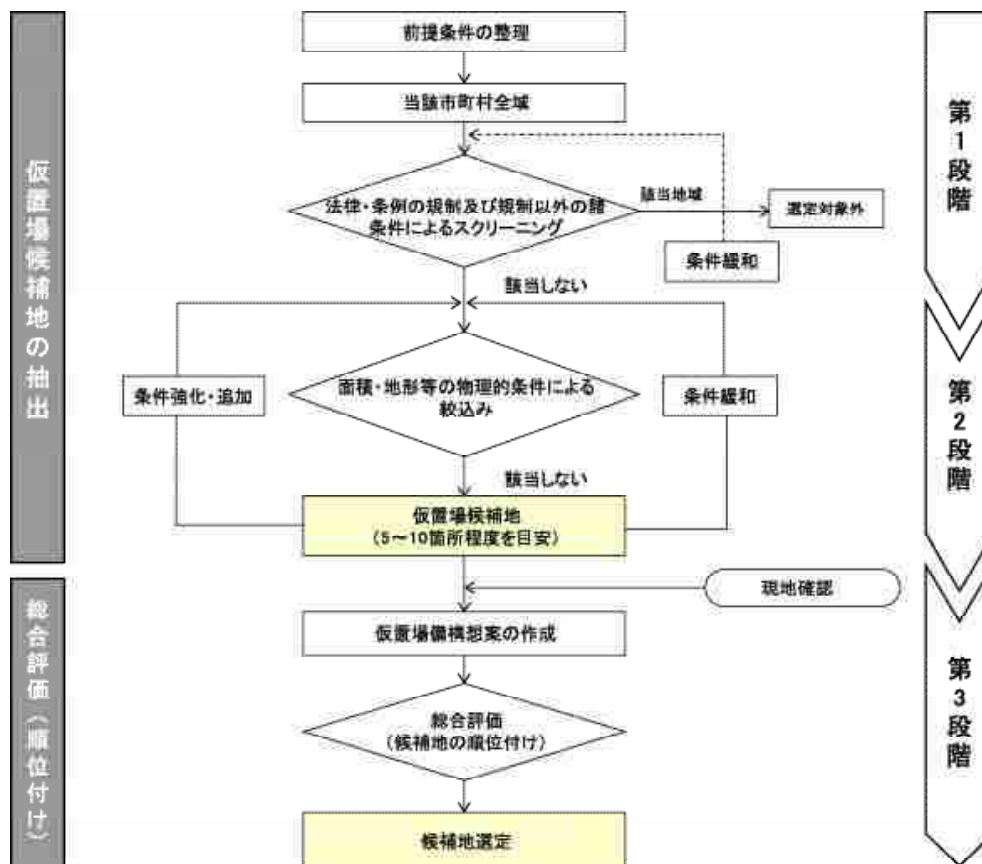 前提条件の整理
当該市町村全域
法律・条例の規制及び規制以外の諸
条件によるスクリーニング
該当地域
選定対象外
条件緩和
該当しない
条件強化・追加
面積・地形等の物理的条件による
絞込み
条件緩和
該当しない
仮置場候補地
(5～10箇所程度を目安)
現地確認
仮置場備構想案の作成
総合評価
(候補地の順位付け)
候補地選定
仮置場候補地の抽出
総合評価(順位付け)
第1段階
第2段階
第3段階